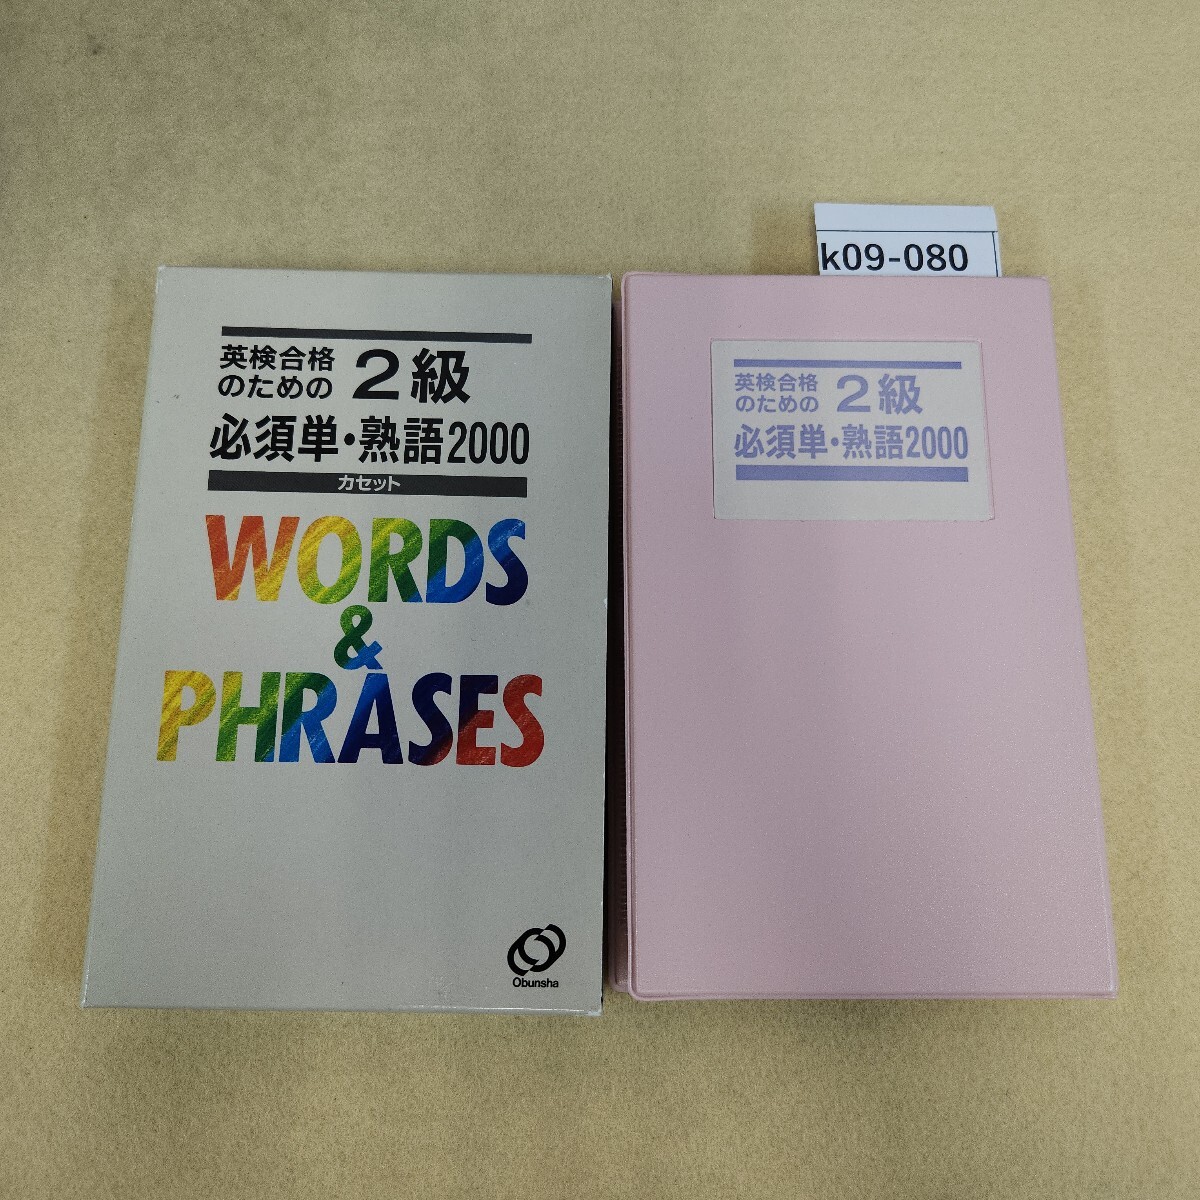 k09-080
英検合格
のための 2級
必須単・熟語2000
カセット
WORDS
&
PHRASES
Obunsha
英検合格
のための 2級
必須単・熟語2000